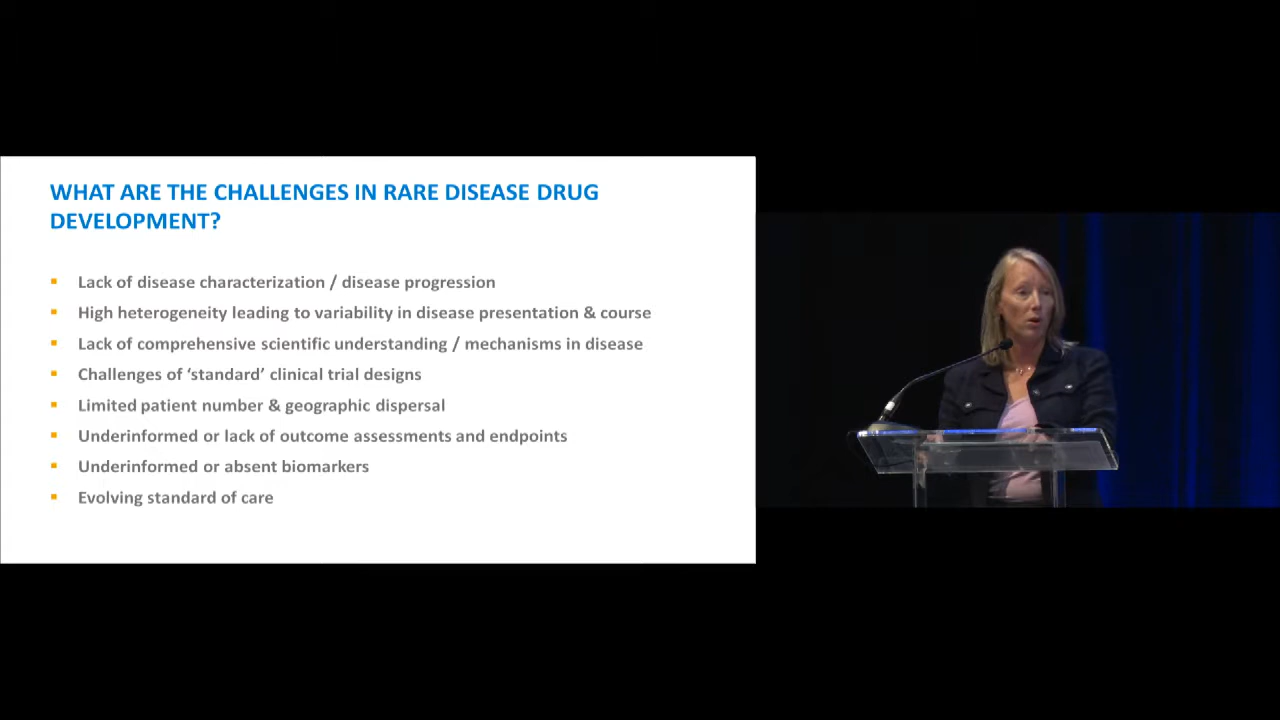 WHAT ARE THE CHALLENGES IN RARE DISEASE DRUG
DEVELOPMENT?
Lack of disease characterization / disease progression
High heterogeneity leading to variability in disease presentation & course
Lack of comprehensive scientific understanding / mechanisms in disease
Challenges of ‘standard’ clinical trial designs
Limited patient number & geographic dispersal
Underinformed or lack of outcome assessments and endpoints
Underinformed or absent biomarkers
Evolving standard of care